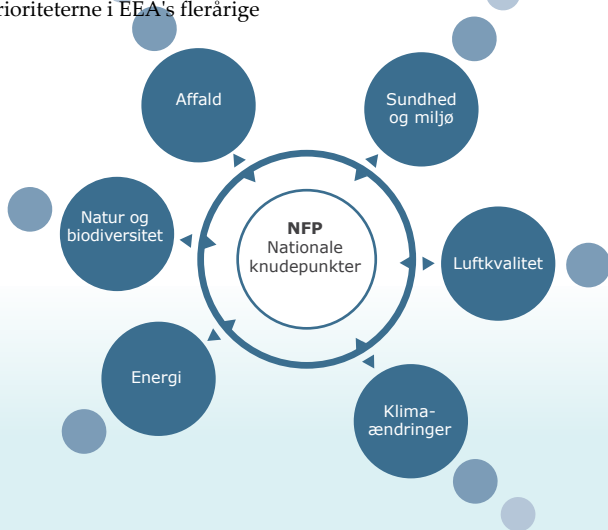 rioriteterne i EEA's flerårige
Affald
Sundhed
og miljø
Natur og
biodiversitet
NFP
Nationale
knudepunkter
Luftkvalitet
Energi
Klima-
ændringer